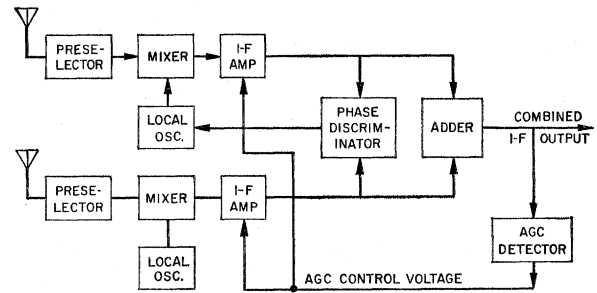 PRESE-
LECTOR
MIXER
I-F
AMP
LOCAL
OSC.
PHASE
DISCRIM-
INATOR
ADDER
COMBINED
I-F OUTPUT
PRESE-
LECTOR
MIXER
I-F
AMP
LOCAL
OSC.
AGC
DETECTOR
AGC CONTROL VOLTAGE